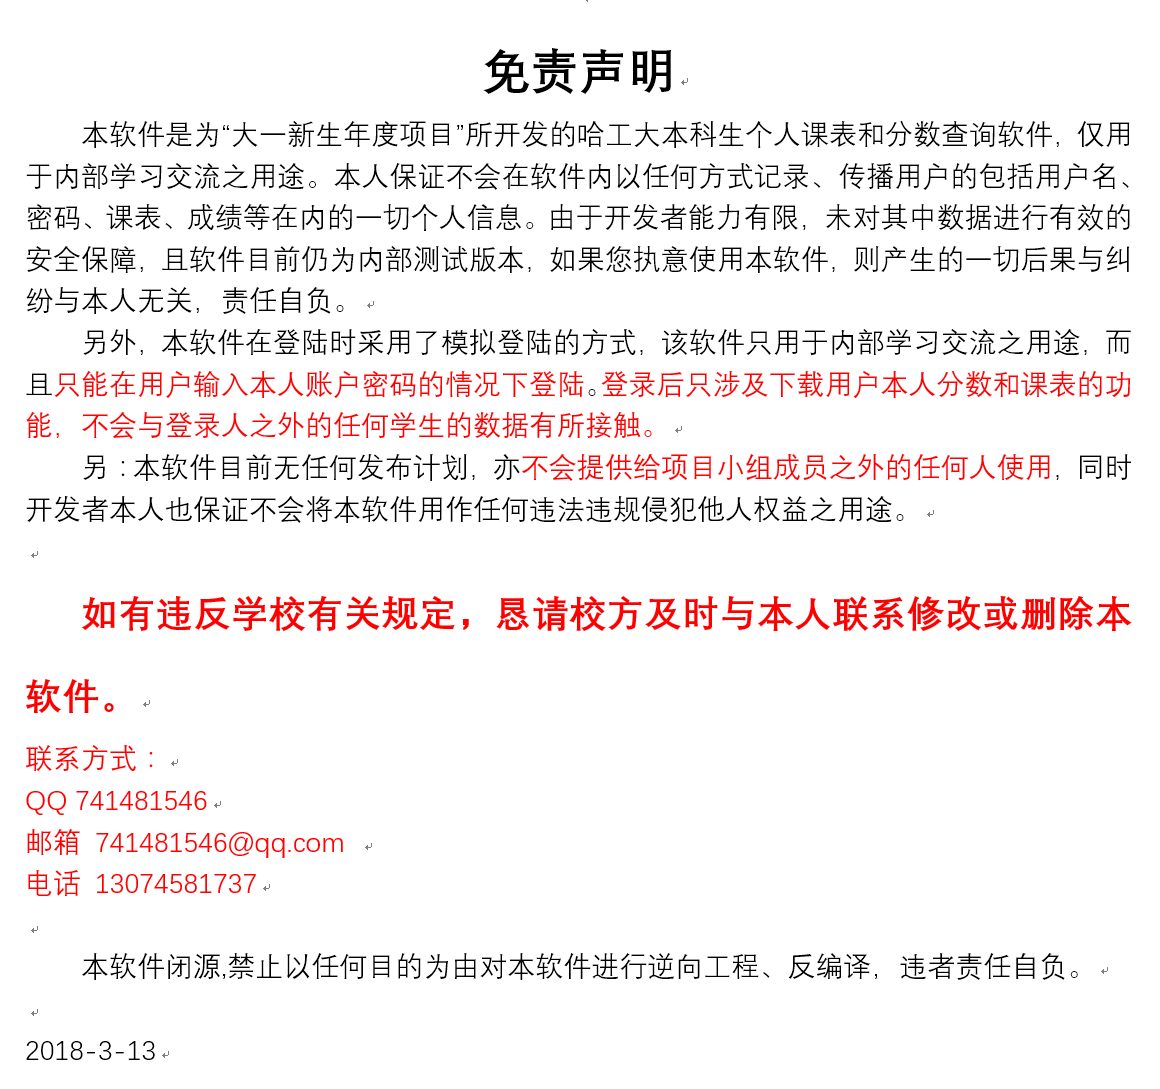 免责声明
本软件是为“大一新生年度项目”所开发的哈工大本科生个人课表和分数查询软件，仅用
于内部学习交流之用途。本人保证不会在软件内以任何方式记录、传播用户的包括用户名、
密码、课表、成绩等在内的一切个人信息。由于开发者能力有限，未对其中数据进行有效的
安全保障，且软件目前仍为内部测试版本，如果您执意使用本软件，则产生的一切后果与纠
纷与本人无关，责任自负。
另外，本软件在登陆时采用了模拟登陆的方式，该软件只用于内部学习交流之用途，而
且只能在用户输入本人账户密码的情况下登陆。登录后只涉及下载用户本人分数和课表的功
能，不会与登录人之外的任何学生的数据有所接触。
另：本软件目前无任何发布计划，亦不会提供给项目小组成员之外的任何人使用，同时
开发者本人也保证不会将本软件用作任何违法违规侵犯他人权益之用途。
如有违反学校有关规定，恳请校方及时与本人联系修改或删除本
软件。
联系方式：
QQ 741481546
邮箱 741481546@qq.com
电话 13074581737
本软件闭源,禁止以任何目的为由对本软件进行逆向工程、反编译，违者责任自负。
2018-3-13